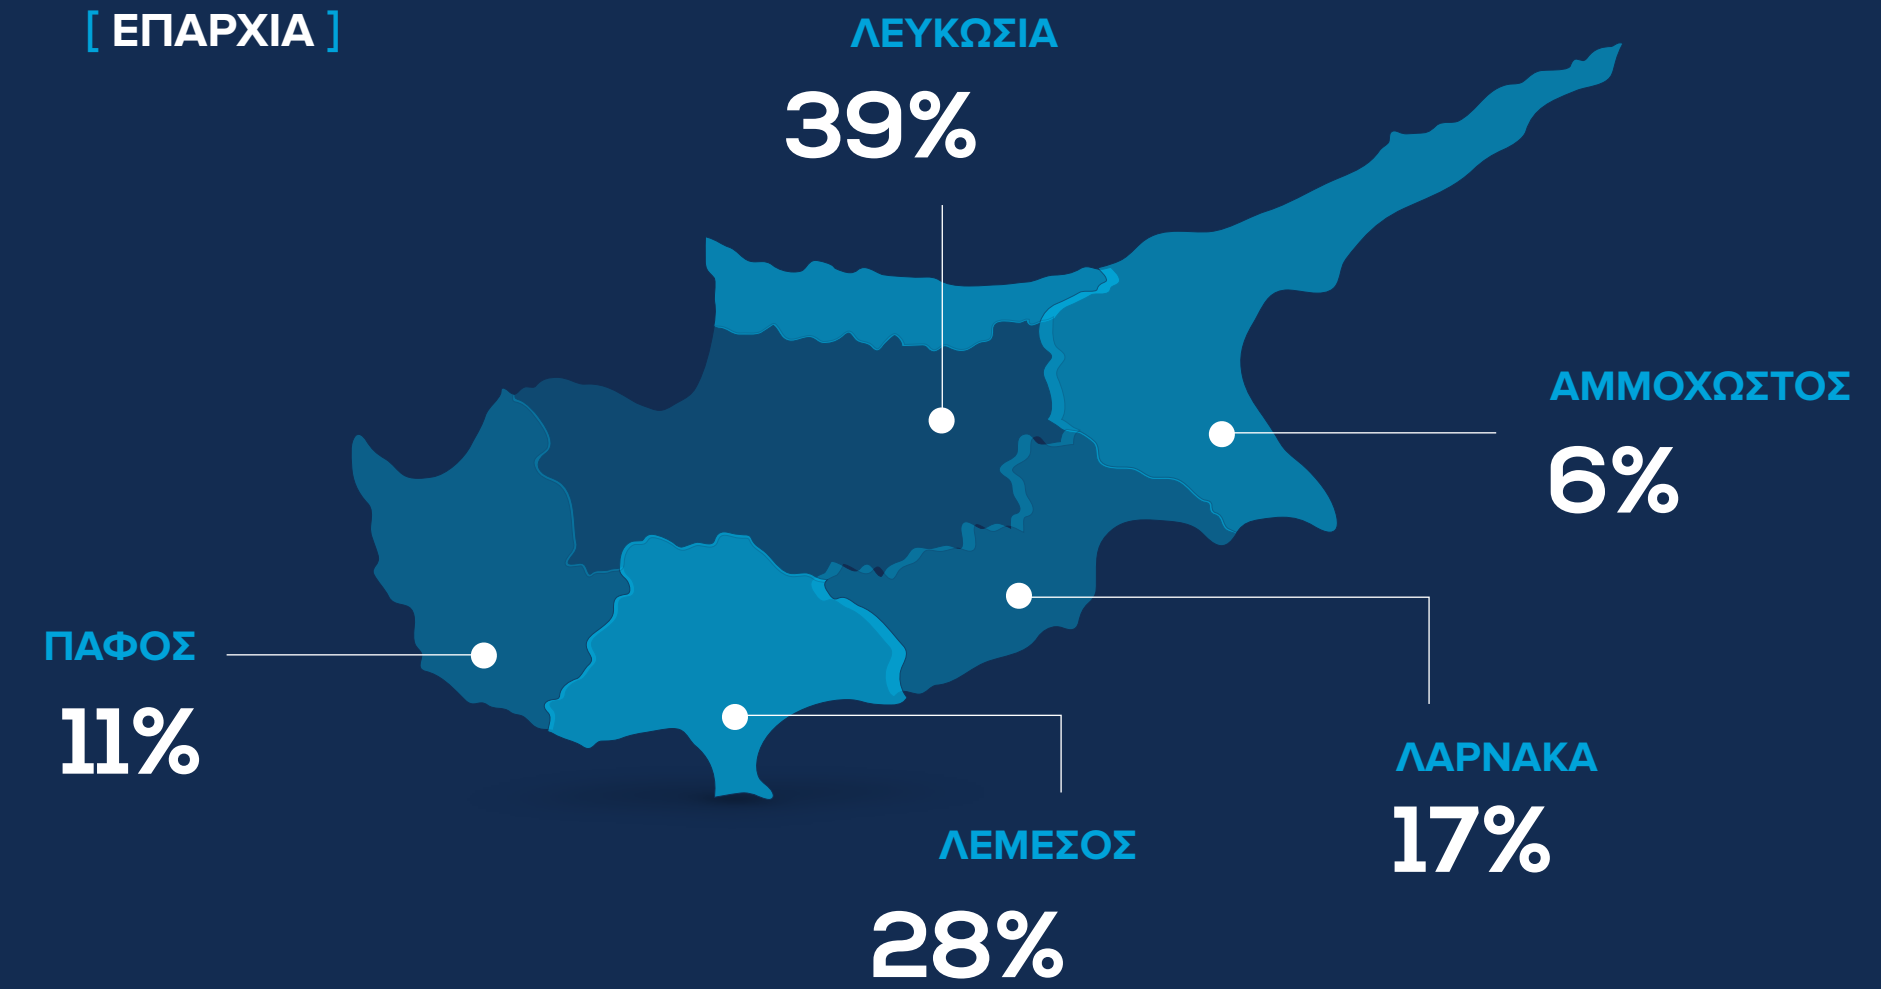 [ ΕΠΑΡΧΙΑ ]
ΛΕΥΚΩΣΙΑ
39%
ΑΜΜΟΧΩΣΤΟΣ
6%
ΠΑΦΟΣ
11%
ΛΑΡΝΑΚΑ
17%
ΛΕΜΕΣΟΣ
28%